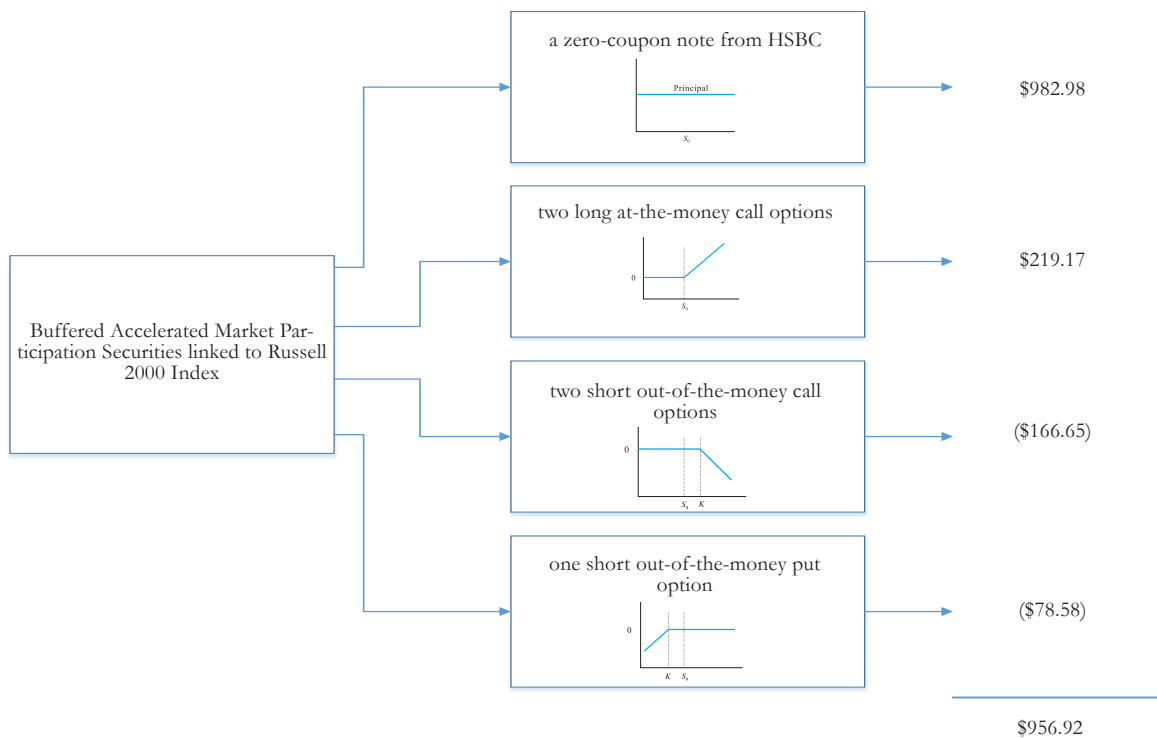 a zero-coupon note from HSBC
Principal
S₀
$982.98
two long at-the-money call options
0
S₀
$219.17
Buffered Accelerated Market Par-
ticipation Securities linked to Russell
2000 Index
two short out-of-the-money call
options
0
S₀ K
($166.65)
one short out-of-the-money put
option
0
K S₀
($78.58)
$956.92